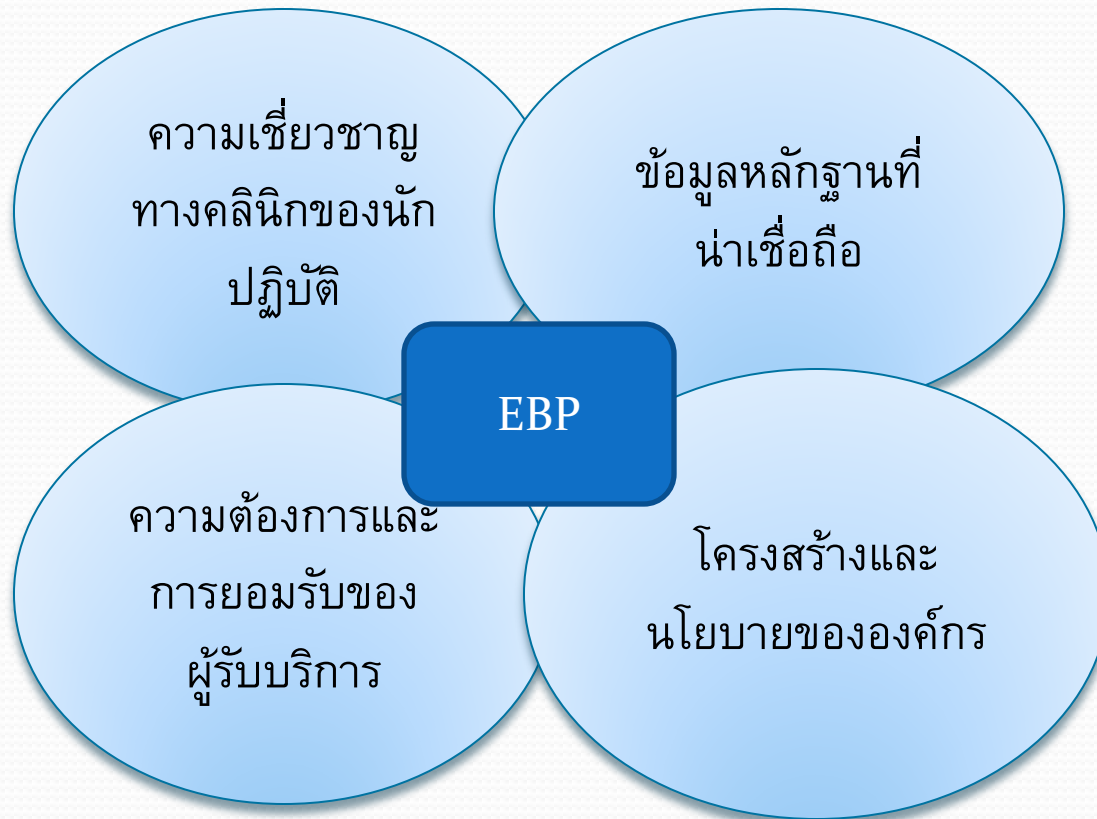 ความเชี่ยวชาญ
ทางคลินิกของนัก
ปฏิบัติ
ข้อมูลหลักฐานที่
น่าเชื่อถือ
EBP
ความต้องการและ
การยอมรับของ
ผู้รับบริการ
โครงสร้างและ
นโยบายขององค์กร